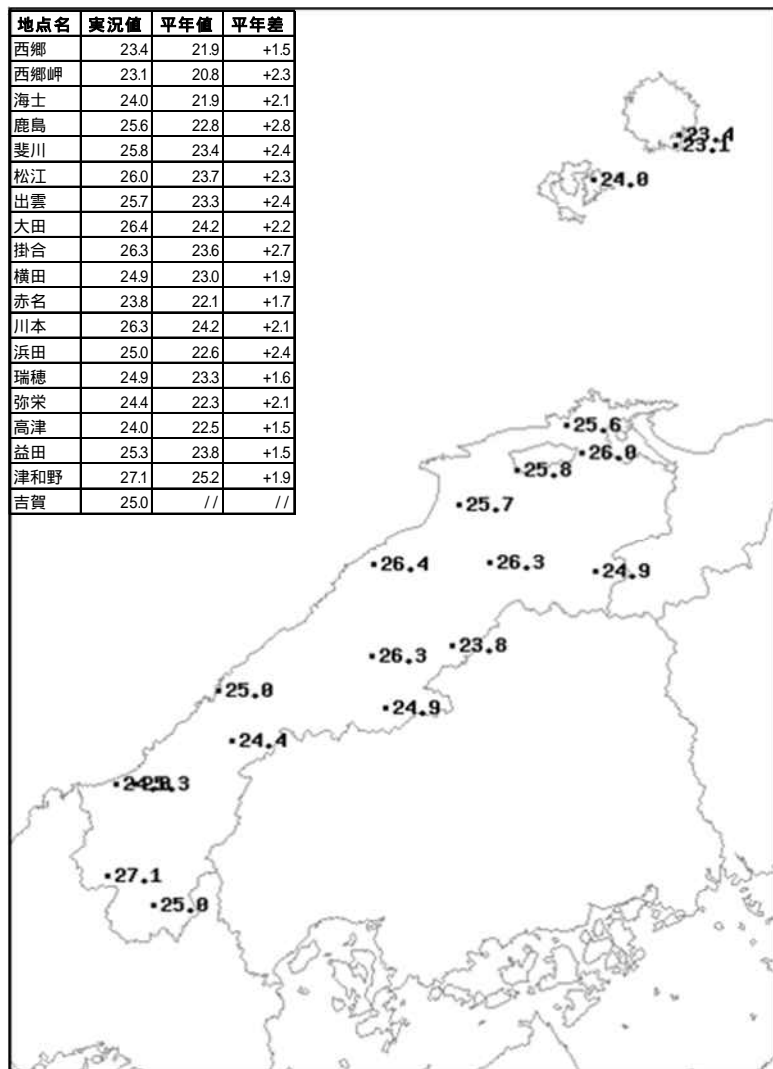 地点名 実況値 平年値 平年差
西郷 23.4 21.9 +1.5
西郷岬 23.1 20.8 +2.3
海士 24.0 21.9 +2.1
鹿島 25.6 22.8 +2.8
斐川 25.8 23.4 +2.4
松江 26.0 23.7 +2.3
出雲 25.7 23.3 +2.4
大田 26.4 24.2 +2.2
掛合 26.3 23.6 +2.7
横田 24.9 23.0 +1.9
赤名 23.8 22.1 +1.7
川本 26.3 24.2 +2.1
浜田 25.0 22.6 +2.4
瑞穂 24.9 23.3 +1.6
弥栄 24.4 22.3 +2.1
高津 24.0 22.5 +1.5
益田 25.3 23.8 +1.5
津和野 27.1 25.2 +1.9
吉賀 25.0 // //
23.4
23.1
24.0
25.6
26.0
25.8
25.7
26.4
26.3
24.9
23.8
26.3
25.0
24.9
24.4
24.0
25.3
27.1
25.0